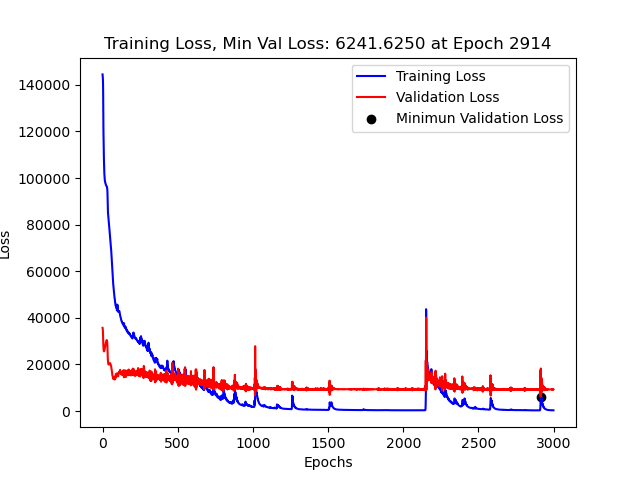 Training Loss, Min Val Loss: 6241.6250 at Epoch 2914
Training Loss
Validation Loss
Minimun Validation Loss
140000
120000
100000
80000
60000
40000
20000
0
Loss
0
500
1000
1500
2000
2500
3000
Epochs